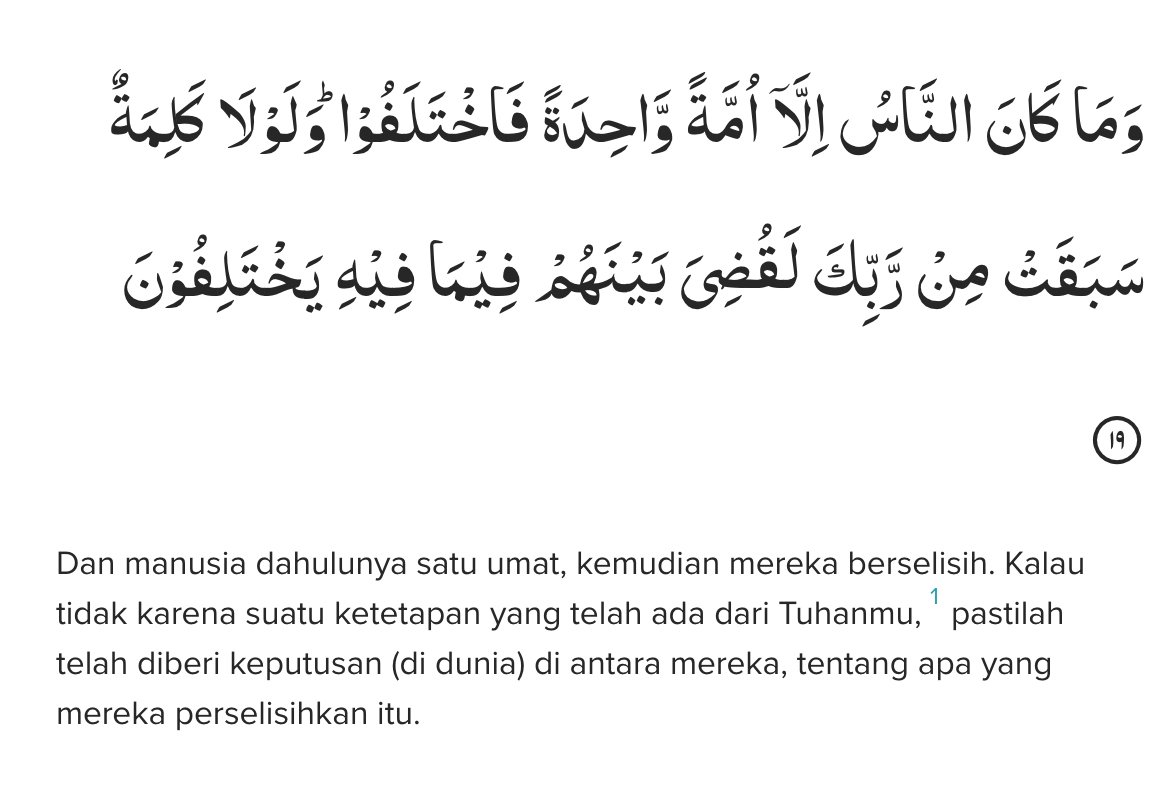 وَمَا كَانَ النَّاسُ اِلَّآ اُمَّةً وَّاحِدَةً فَاخْتَلَفُوْاۗ وَلَوْلَا كَلِمَةٌ
سَبَقَتْ مِنْ رَّبِّكَ لَقُضِيَ بَيْنَهُمْ فِيْمَا فِيْهِ يَخْتَلِفُوْنَ
١٩
Dan manusia dahulunya satu umat, kemudian mereka berselisih. Kalau
tidak karena suatu ketetapan yang telah ada dari Tuhanmu, 1 pastilah
telah diberi keputusan (di dunia) di antara mereka, tentang apa yang
mereka perselisihkan itu.